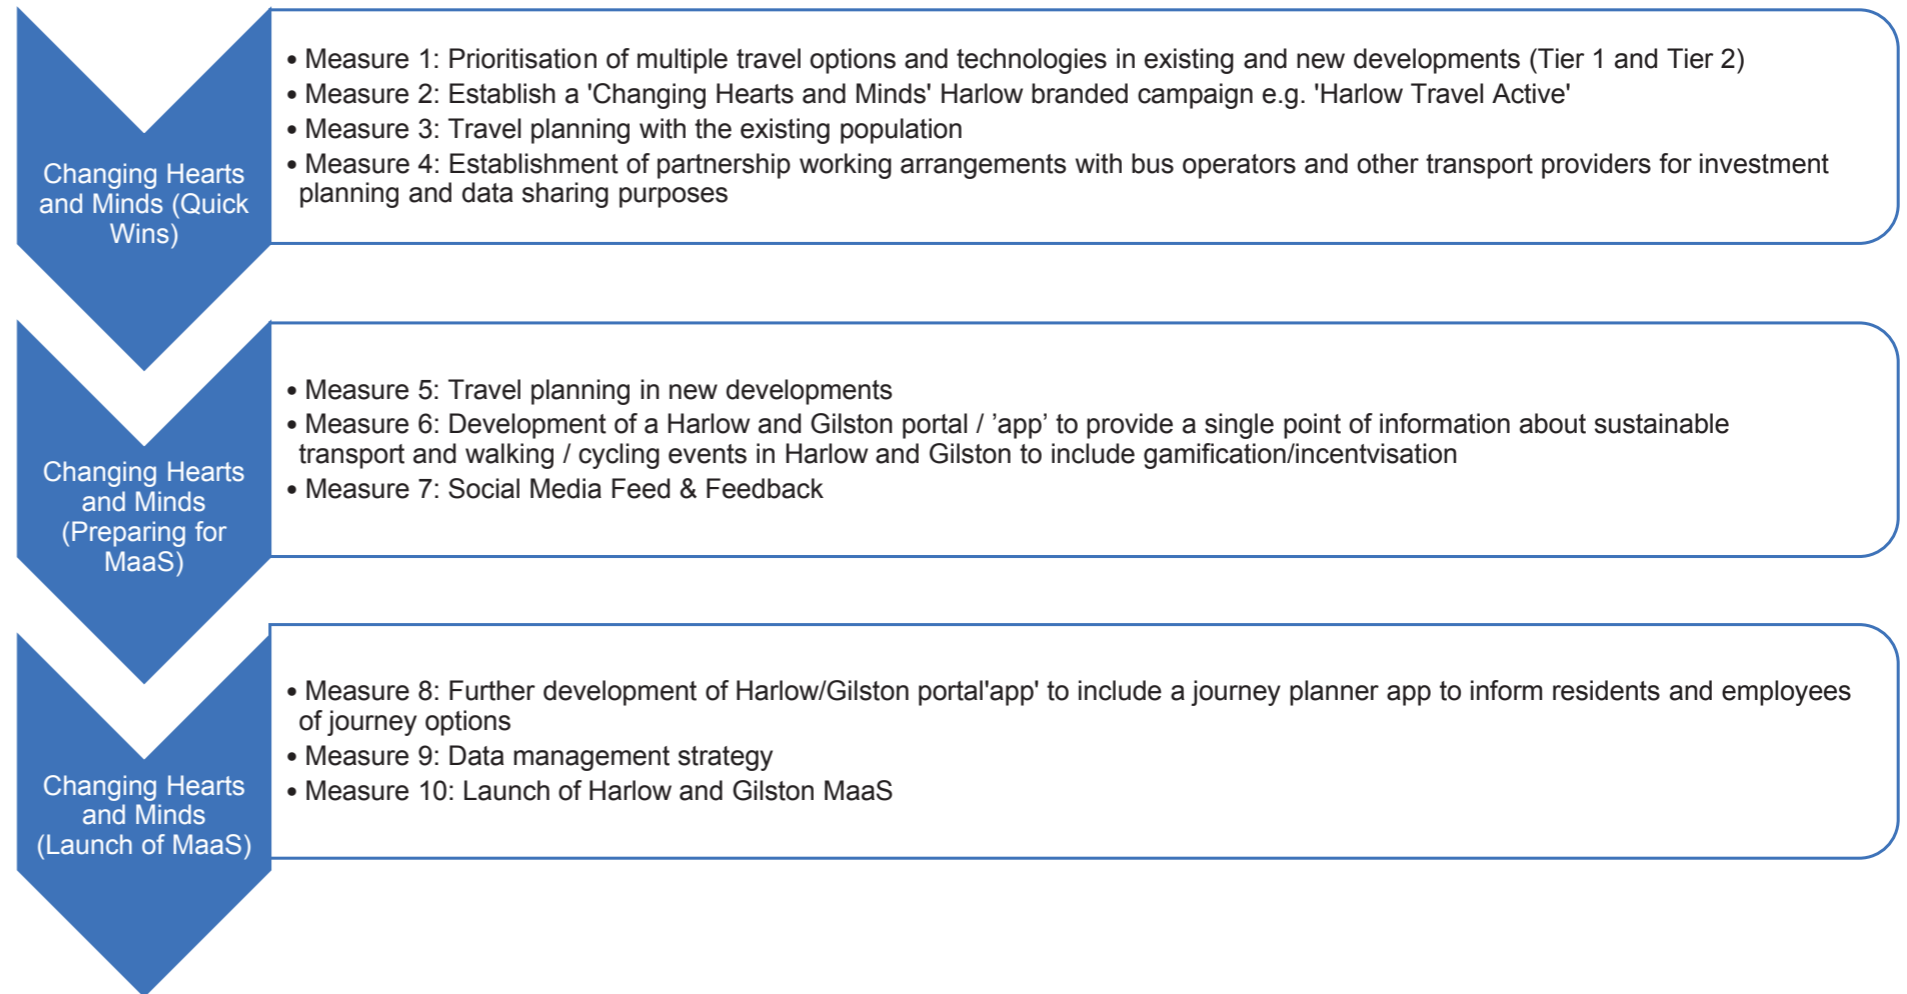 Changing Hearts
and Minds (Quick
Wins)
• Measure 1: Prioritisation of multiple travel options and technologies in existing and new developments (Tier 1 and Tier 2)
• Measure 2: Establish a 'Changing Hearts and Minds' Harlow branded campaign e.g. 'Harlow Travel Active'
• Measure 3: Travel planning with the existing population
• Measure 4: Establishment of partnership working arrangements with bus operators and other transport providers for investment
planning and data sharing purposes
Changing Hearts
and Minds
(Preparing for
MaaS)
• Measure 5: Travel planning in new developments
• Measure 6: Development of a Harlow and Gilston portal / ’app’ to provide a single point of information about sustainable
transport and walking / cycling events in Harlow and Gilston to include gamification/incentvisation
• Measure 7: Social Media Feed & Feedback
Changing Hearts
and Minds
(Launch of MaaS)
• Measure 8: Further development of Harlow/Gilston portal'app' to include a journey planner app to inform residents and employees
of journey options
• Measure 9: Data management strategy
• Measure 10: Launch of Harlow and Gilston MaaS